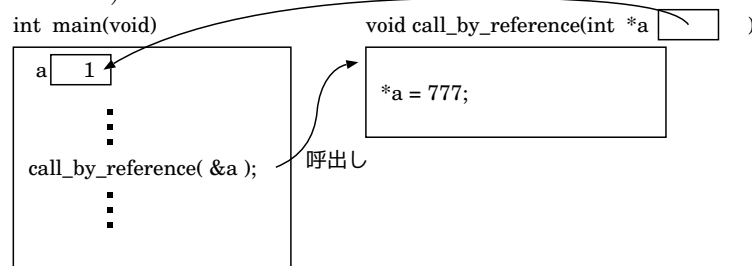 int main(void)
void call_by_reference(int *a )
a 1
*a = 777;
呼出し
call_by_reference( &a );